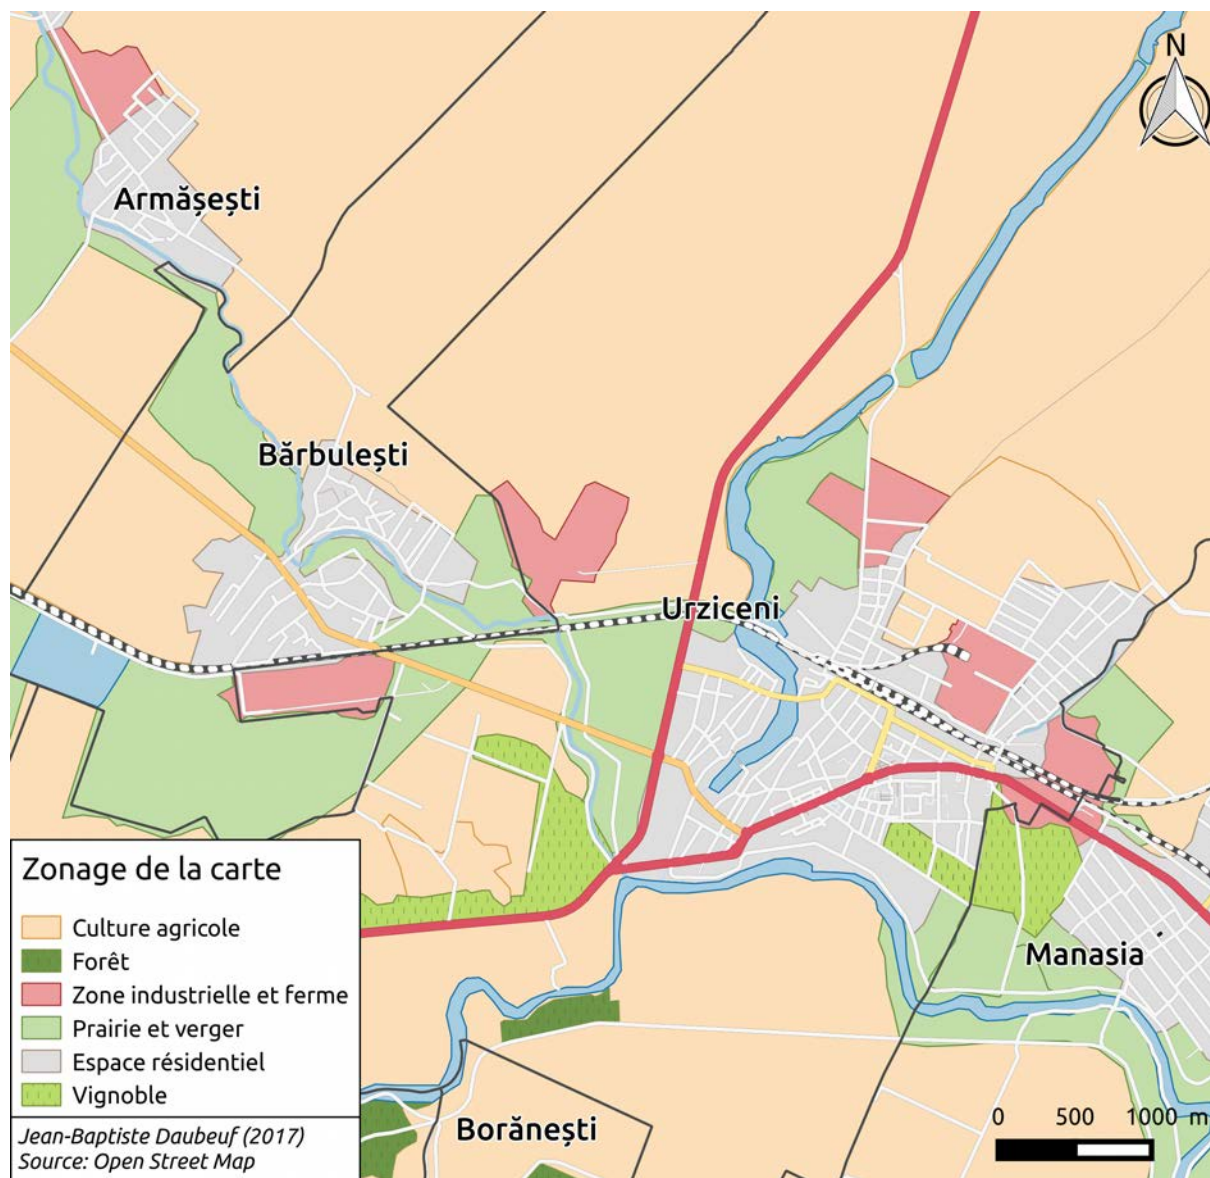 N
Armășești
Bărbulești
Urziceni
Manasia
Borănești
Zonage de la carte
Culture agricole
Forêt
Zone industrielle et ferme
Prairie et verger
Espace résidentiel
Vignoble
Jean-Baptiste Daubeuf (2017)
Source: Open Street Map
0 500 1000 m